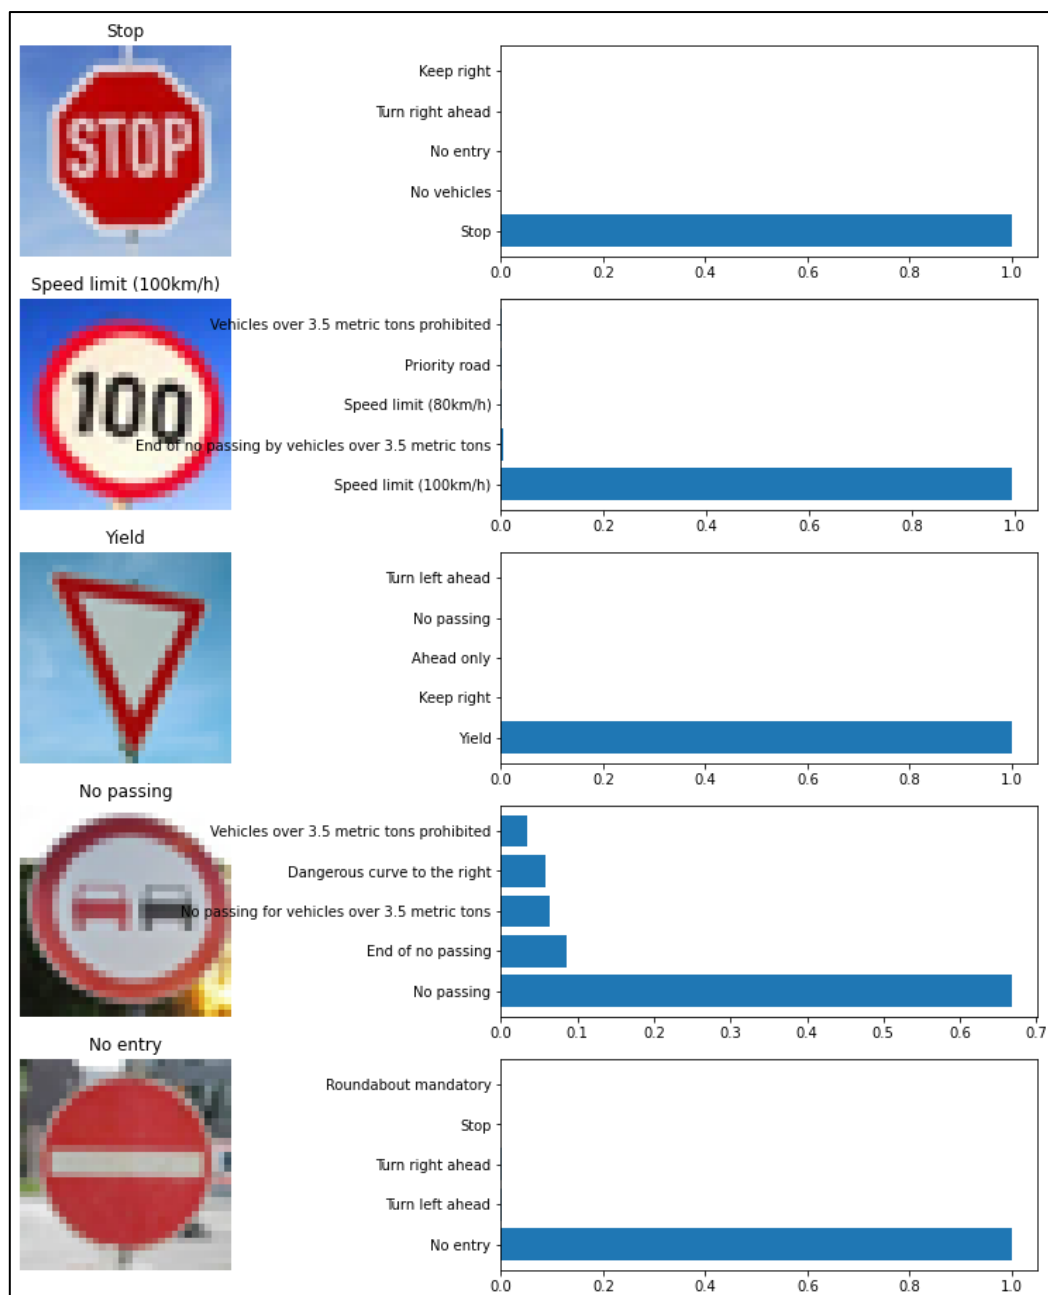 Stop
STOP
Keep right
Turn right ahead
No entry
No vehicles
Stop
0.0 0.2 0.4 0.6 0.8 1.0
Speed limit (100km/h)
100
Vehicles over 3.5 metric tons prohibited
Priority road
Speed limit (80km/h)
End of no passing by vehicles over 3.5 metric tons
Speed limit (100km/h)
0.0 0.2 0.4 0.6 0.8 1.0
Yield
Turn left ahead
No passing
Ahead only
Keep right
Yield
0.0 0.2 0.4 0.6 0.8 1.0
No passing
Vehicles over 3.5 metric tons prohibited
Dangerous curve to the right
No passing for vehicles over 3.5 metric tons
End of no passing
No passing
0.0 0.1 0.2 0.3 0.4 0.5 0.6 0.7
No entry
Roundabout mandatory
Stop
Turn right ahead
Turn left ahead
No entry
0.0 0.2 0.4 0.6 0.8 1.0